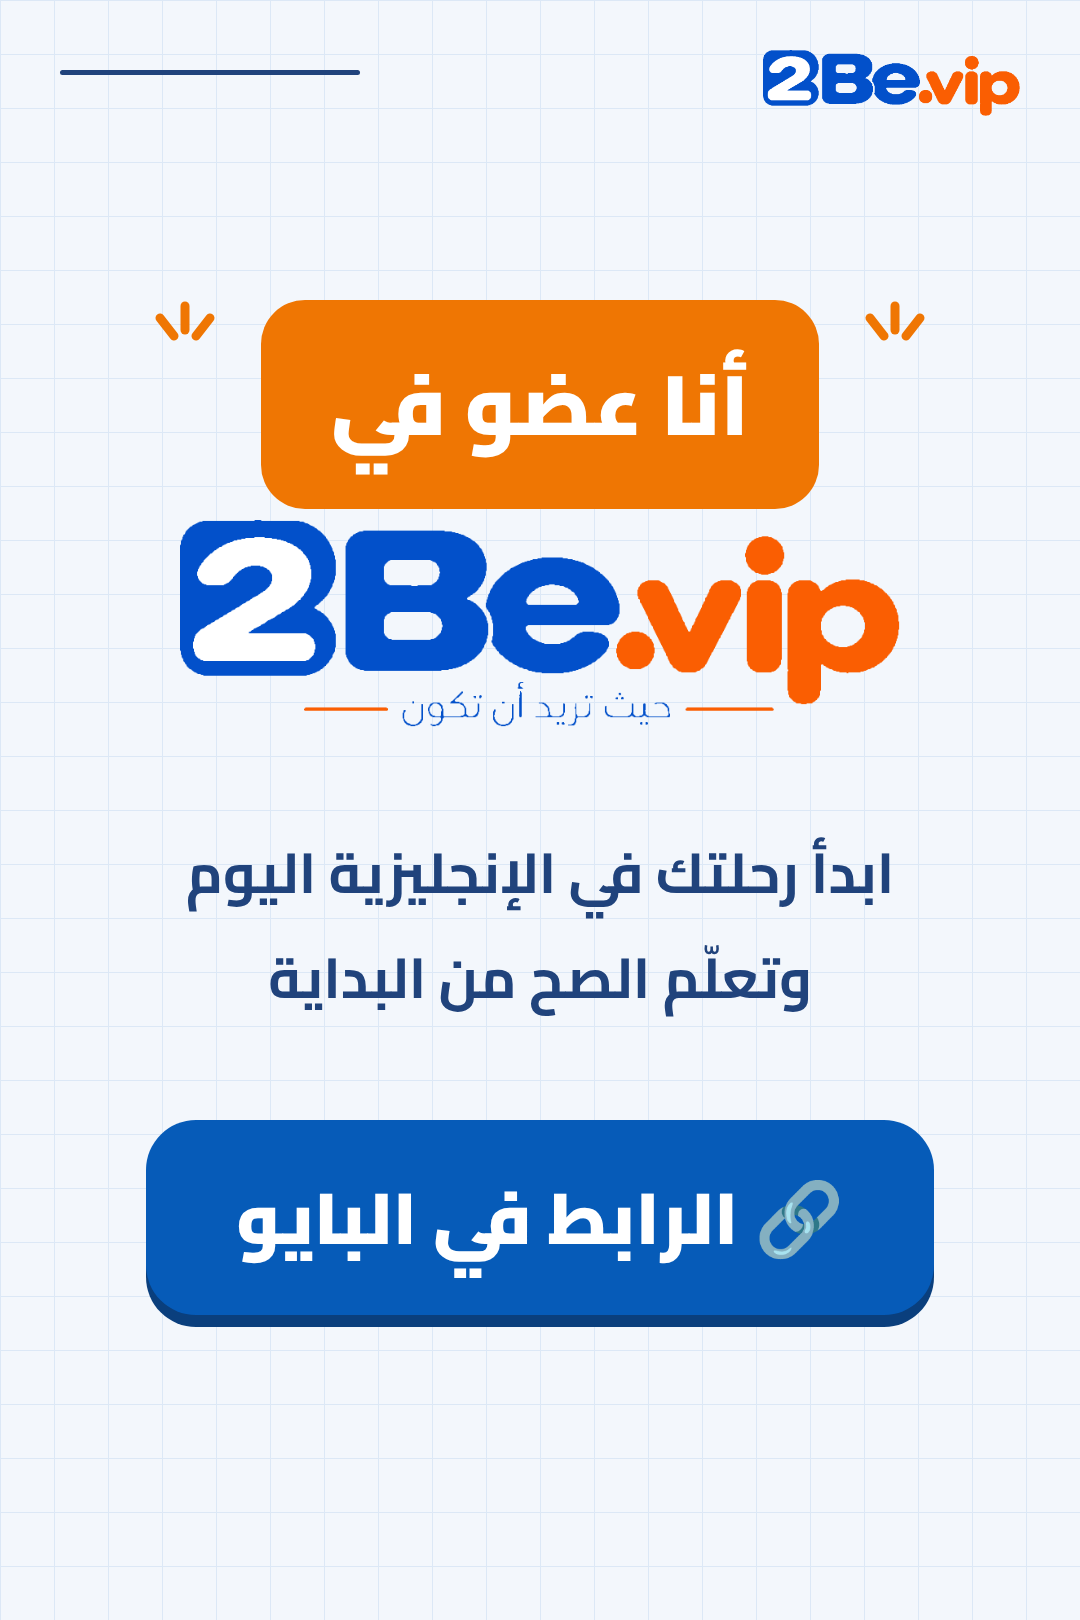 2Be.vip
أنا عضو في
2Be.vip
حيث تريد أن تكون
ابدأ رحلتك في الإنجليزية اليوم
وتعلّم الصح من البداية
🔗 الرابط في البايو